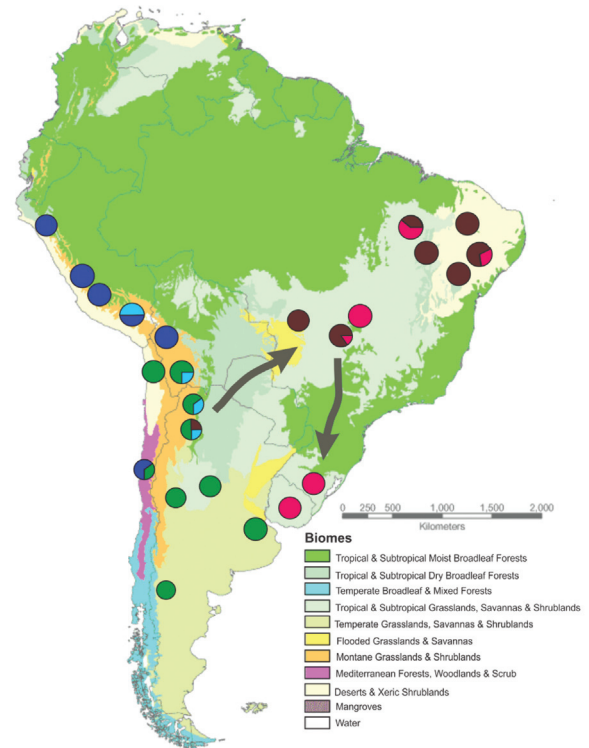 0 250 500 1,000 1,500 2,000
Kilometers
Biomes
Tropical & Subtropical Moist Broadleaf Forests
Tropical & Subtropical Dry Broadleaf Forests
Temperate Broadleaf & Mixed Forests
Tropical & Subtropical Grasslands, Savannas & Shrublands
Temperate Grasslands, Savannas & Shrublands
Flooded Grasslands & Savannas
Montane Grasslands & Shrublands
Mediterranean Forests, Woodlands & Scrub
Deserts & Xeric Shrublands
Mangroves
Water